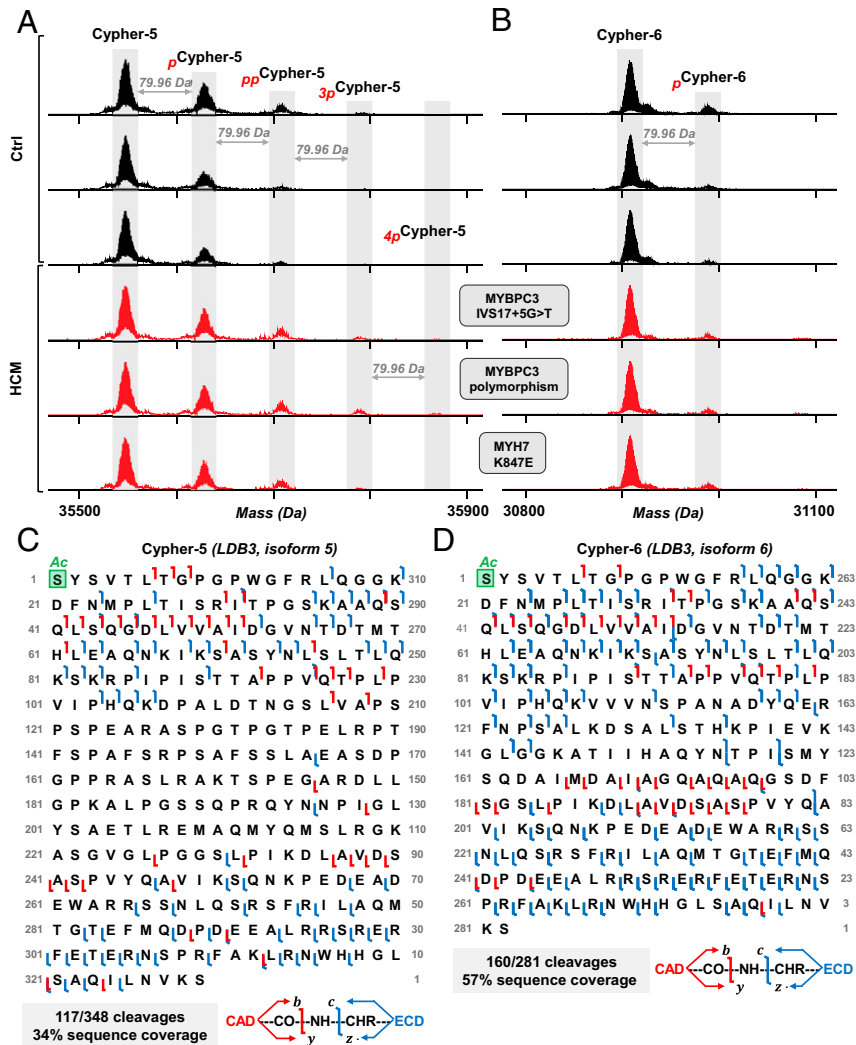 A
B
Cypher-5
pCypher-5
ppCypher-5
3pCypher-5
79.96 Da
79.96 Da
79.96 Da
4pCypher-5
79.96 Da
Cypher-6
pCypher-6
79.96 Da
Ctrl
HCM
MYBPC3
IVS17+5G>T
MYBPC3
polymorphism
MYH7
K847E
35500 Mass (Da) 35900
30800 Mass (Da) 31100
C
Cypher-5 (LDB3, isoform 5)
Ac
1 S Y S V T L T G P G P W G F R L Q G G K 310
21 D F N M P L T I S R I T P G S K A A Q S 290
41 Q L S Q G D L V V A I D G V N T D T M T 270
61 H L E A Q N K I K S A S Y N L S L T L Q 250
81 K S K R P I P I S T T A P P V Q T P L P 230
101 V I P H Q K D P A L D T N G S L V A P S 210
121 P S P E A R A S P G T P G T P E L R P T 190
141 F S P A F S R P S A F S S L A E A S D P 170
161 G P P R A S L R A K T S P E G A R D L L 150
181 G P K A L P G S S Q P R Q Y N N P I G L 130
201 Y S A E T L R E M A Q M Y Q M S L R G K 110
221 A S G V G L P G G S L P I K D L A V D S 90
241 A S P V Y Q A V I K S Q N K P E D E A D 70
261 E W A R R S S N L Q S R S F R I L A Q M 50
281 T G T E F M Q D P D E E A L R R S R E R 30
301 F E T E R N S P R F A K L R N W H H G L 10
321 S A Q I L N V K S 1
117/348 cleavages
34% sequence coverage
b c
CAD ---CO---NH---CHR--- ECD
y z·
D
Cypher-6 (LDB3, isoform 6)
Ac
1 S Y S V T L T G P G P W G F R L Q G G K 263
21 D F N M P L T I S R I T P G S K A A Q S 243
41 Q L S Q G D L V V A I D G V N T D T M T 223
61 H L E A Q N K I K S A S Y N L S L T L Q 203
81 K S K R P I P I S T T A P P V Q T P L P 183
101 V I P H Q K V V V N S P A N A D Y Q E R 163
121 F N P S A L K D S A L S T H K P I E V K 143
141 G L G G K A T I I H A Q Y N T P I S M Y 123
161 S Q D A I M D A I A G Q A Q A Q G S D F 103
181 S G S L P I K D L A V D S A S P V Y Q A 83
201 V I K S Q N K P E D E A D E W A R R S S 63
221 N L Q S R S F R I L A Q M T G T E F M Q 43
241 D P D E E A L R R S R E R F E T E R N S 23
261 P R F A K L R N W H H G L S A Q I L N V 3
281 K S 1
160/281 cleavages
57% sequence coverage
b c
CAD ---CO---NH---CHR--- ECD
y z·